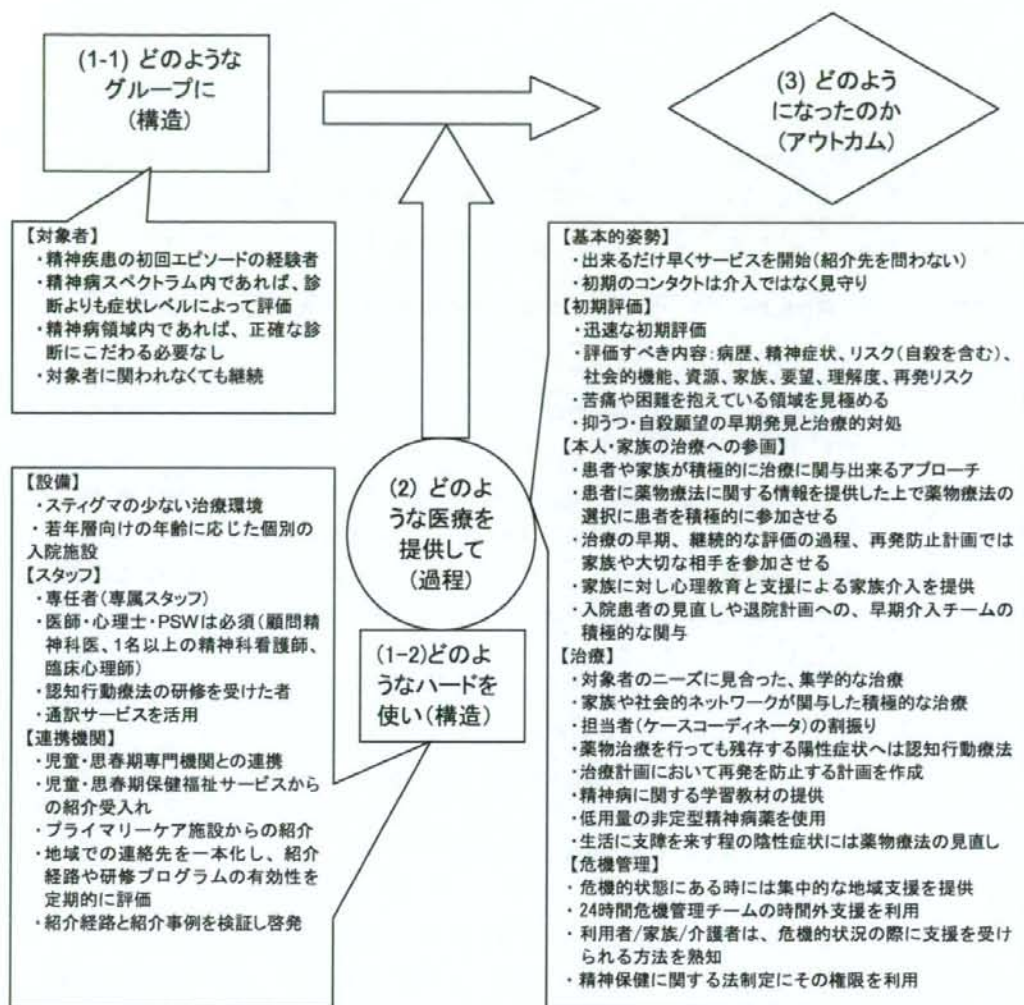 (1-1) どのような
グループに
(構造)
(3) どのよう
になったのか
(アウトカム)
【対象者】
・精神疾患の初回エピソードの経験者
・精神病スペクトラム内であれば、診
断よりも症状レベルによって評価
・精神病領域内であれば、正確な診
断にこだわる必要なし
・対象者に関われなくても継続
【設備】
・スティグマの少ない治療環境
・若年層向けの年齢に応じた個別の
入院施設
【スタッフ】
・専任者(専属スタッフ)
・医師・心理士・PSWは必須(顧問精
神科医、1名以上の精神科看護師、
臨床心理師)
・認知行動療法の研修を受けた者
・通訳サービスを活用
【連携機関】
・児童・思春期専門機関との連携
・児童・思春期保健福祉サービスから
の紹介受入れ
・プライマリーケア施設からの紹介
・地域での連絡先を一本化し、紹介
経路や研修プログラムの有効性を
定期的に評価
・紹介経路と紹介事例を検証し啓発
(2) どのよ
うな医療を
提供して
(過程)
(1-2)どのよ
うなハードを
使い(構造)
【基本的姿勢】
・出来るだけ早くサービスを開始(紹介先を問わない)
・初期のコンタクトは介入ではなく見守り
【初期評価】
・迅速な初期評価
・評価すべき内容:病歴、精神症状、リスク(自殺を含む)、
社会的機能、資源、家族、要望、理解度、再発リスク
・苦痛や困難を抱えている領域を見極める
・抑うつ・自殺願望の早期発見と治療的対処
【本人・家族の治療への参画】
・患者や家族が積極的に治療に関与出来るアプローチ
・患者に薬物療法に関する情報を提供した上で薬物療法の
選択に患者を積極的に参加させる
・治療の早期、継続的な評価の過程、再発防止計画では
家族や大切な相手を参加させる
・家族に対し心理教育と支援による家族介入を提供
・入院患者の見直しや退院計画への、早期介入チームの
積極的な関与
【治療】
・対象者のニーズに見合った、集学的な治療
・家族や社会的ネットワークが関与した積極的な治療
・担当者(ケースコーディネータ)の割振り
・薬物治療を行っても残存する陽性症状へは認知行動療法
・治療計画において再発を防止する計画を作成
・精神病に関する学習教材の提供
・低用量の非定型精神病薬を使用
・生活に支障を来す程の陰性症状には薬物療法の見直し
【危機管理】
・危機的状態にある時には集中的な地域支援を提供
・24時間危機管理チームの時間外支援を利用
・利用者/家族/介護者は、危機的状況の際に支援を受け
られる方法を熟知
・精神保健に関する法制定にその権限を利用